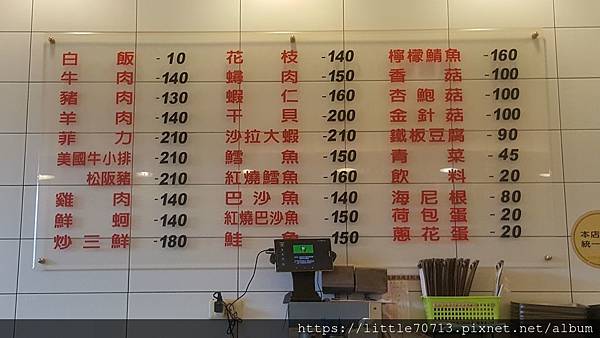 白飯 - 10
牛肉 -140
豬肉 -130
羊肉 -140
菲力 -210
美國牛小排 -210
松阪豬 -210
雞肉 -140
鮮蚵 -140
炒三鮮 -180
花枝 -140
蟳肉 -150
蝦仁 -160
干貝 -200
沙拉大蝦 -210
鱈魚 -150
紅燒鱈魚 -160
巴沙魚 -140
紅燒巴沙魚 -150
鮭魚 150
檸檬鯖魚 -160
香菇 -100
杏鮑菇 -100
金針菇 -100
鐵板豆腐 - 90
青菜 - 45
飲料 - 20
海尼根 - 80
荷包蛋 - 20
蔥花蛋 - 20
本店
統一
https://little70713.pixnet.net/album